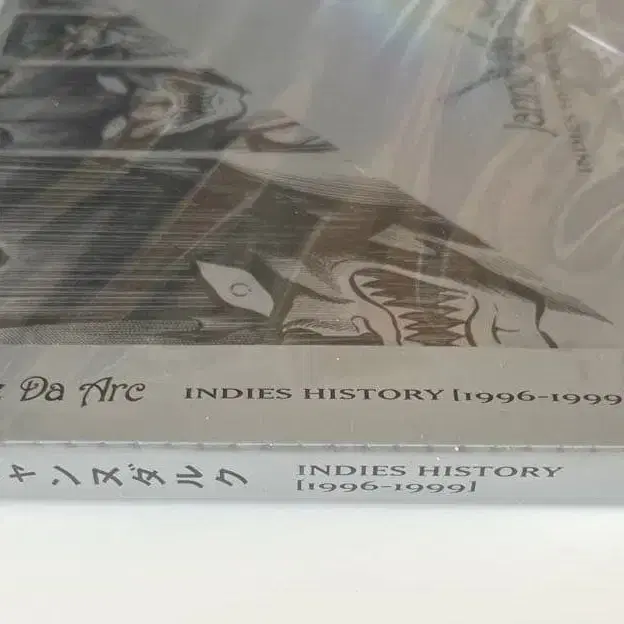 Da Arc INDIES HISTORY [1996-1999
ャンヌダルク INDIES HISTORY
[1996-1999]